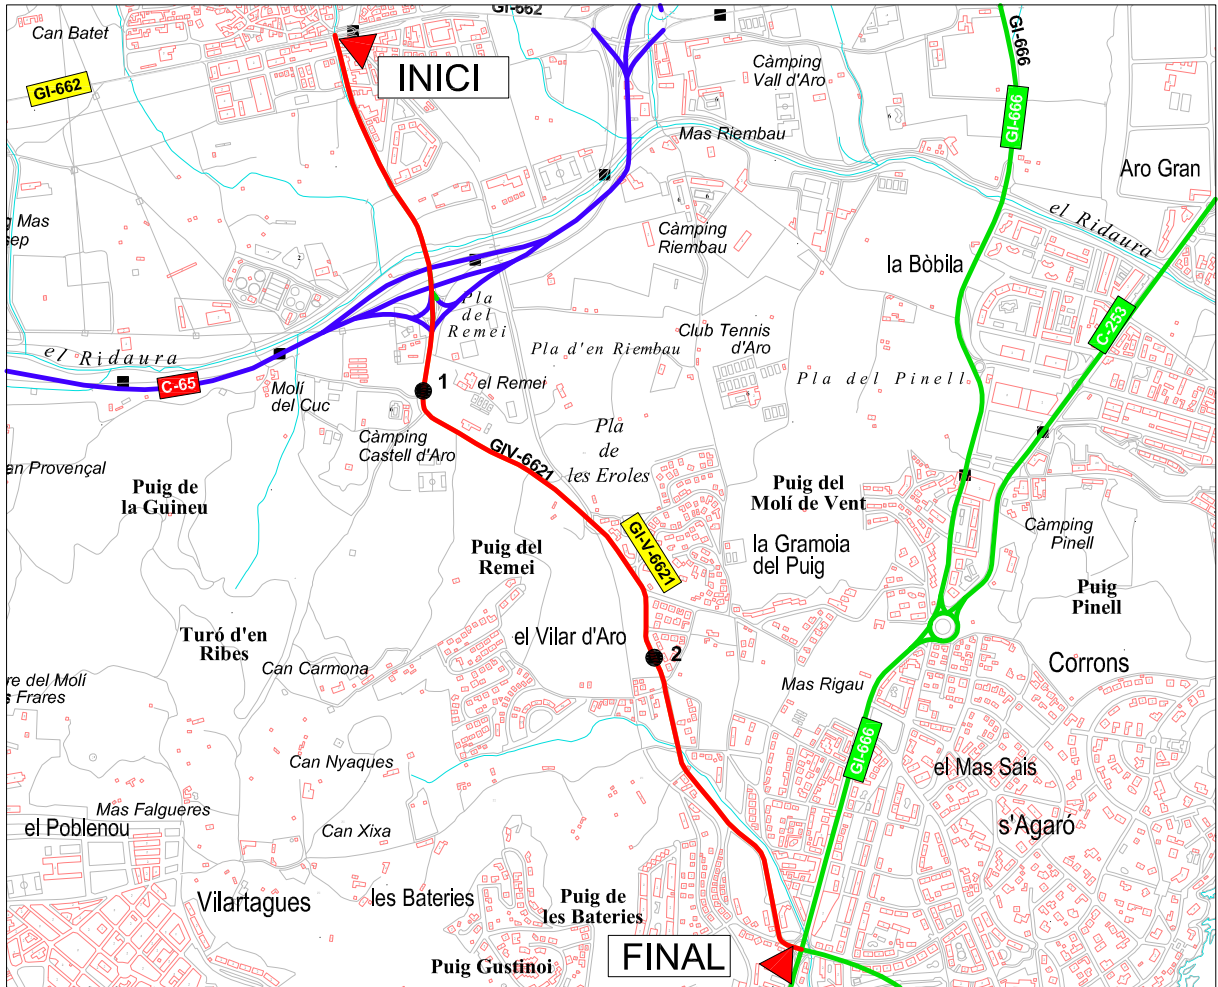 Can Batet
GI-662
GI-662
INICI
GI-666
Càmping
Vall d'Aro
GI-666
Mas Riembau
Aro Gran
el Ridaura
Mas
Càmping
Riembau
la Bòbila
Pla
del
Remei
C-253
Club Tennis
d'Aro
el Ridaura
Pla d'en Riembau
Pla del Pinell
C-65
Molí
del Cuc
1
el Remei
Càmping
Castell d'Aro
GIV-6621
Pla
de
les Eroles
an Provençal
Puig de
la Guineu
Puig del
Molí de Vent
Càmping
Pinell
GI-V-6621
Puig del
Remei
la Gramoia
del Puig
Puig
Pinell
Turó d'en
Ribes
el Vilar d'Aro
2
Can Carmona
Corrons
re del Molí
s Frares
Mas Rigau
GI-666
Can Nyaques
el Mas Sais
Mas Falgueres
el Poblenou
Can Xixa
s'Agaró
Vilartagues
les Bateries
Puig de
les Bateries
FINAL
Puig Gustinoi